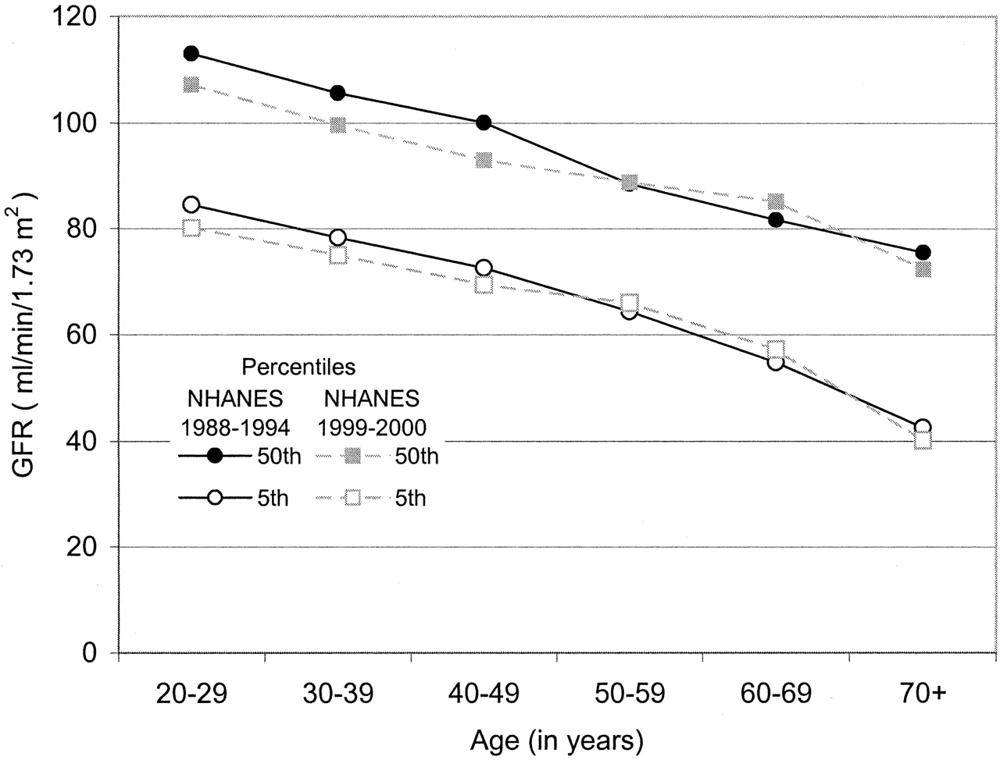 120
100
80
60
40
20
0
GFR ( ml/min/1.73 m²)
Percentiles
NHANES NHANES
1988-1994 1999-2000
50th 50th
5th 5th
20-29 30-39 40-49 50-59 60-69 70+
Age (in years)